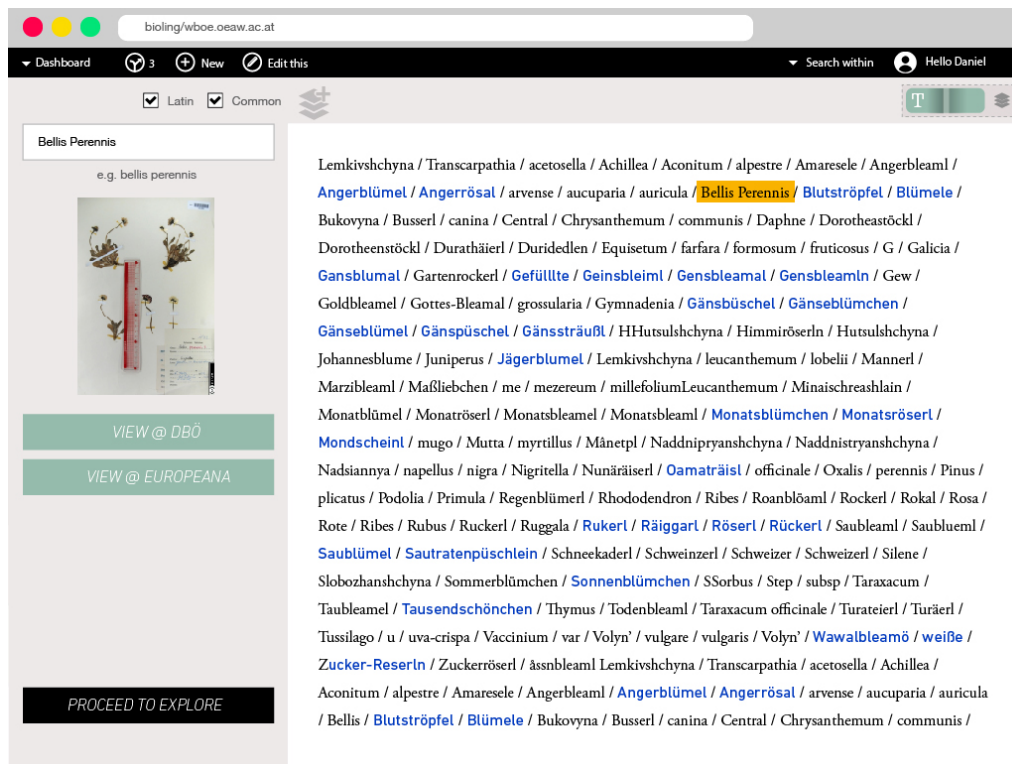 bioling/wboe.oeaw.ac.at
Dashboard 3 New Edit this Search within Hello Daniel
Latin Common T
Bellis Perennis
e.g. bellis perennis
VIEW @ DBÖ
VIEW @ EUROPEANA
PROCEED TO EXPLORE
Lemkivshchyna / Transcarpathia / acetosella / Achillea / Aconitum / alpestre / Amaresele / Angerbleaml /
Angerblümel / Angerrösal / arvense / aucuparia / auricula / Bellis Perennis / Blutströpfel / Blümele /
Bukovyna / Busserl / canina / Central / Chrysanthemum / communis / Daphne / Dorotheastöckl /
Dorotheenstöckl / Durathäierl / Duridedlen / Equisetum / farfara / formosum / fruticosus / G / Galicia /
Gansblumal / Gartenrockerl / Gefülllte / Geinsbleiml / Gensbleamal / Gensbleamln / Gew /
Goldbleamel / Gottes-Bleamal / grossularia / Gymnadenia / Gänsbüschel / Gänseblümchen /
Gänseblümel / Gänspüschel / Gänssträußl / HHutsulshchyna / Himmiröserln / Hutsulshchyna /
Johannesblume / Juniperus / Jägerblumel / Lemkivshchyna / leucanthemum / lobelii / Mannerl /
Marzibleaml / Maßliebchen / me / mezereum / millefoliumLeucanthemum / Minaischreashlain /
Monatblümel / Monatröserl / Monatsbleamel / Monatsbleaml / Monatsblümchen / Monatsröserl /
Mondscheinl / mugo / Mutta / myrtillus / Månetpl / Naddnipryanshchyna / Naddnistryanshchyna /
Nadsiannya / napellus / nigra / Nigritella / Nunäräiserl / Oamaträisl / officinale / Oxalis / perennis / Pinus /
plicatus / Podolia / Primula / Regenblümerl / Rhododendron / Ribes / Roanblöaml / Rockerl / Rokal / Rosa /
Rote / Ribes / Rubus / Ruckerl / Ruggala / Rukerl / Räiggarl / Röserl / Rückerl / Saubleaml / Saublueml /
Saublümel / Sautratenpüschlein / Schneekaderl / Schweinzerl / Schweizer / Schweizerl / Silene /
Slobozhanshchyna / Sommerblümchen / Sonnenblümchen / SSorbus / Step / subsp / Taraxacum /
Taubleamel / Tausendschönchen / Thymus / Todenbleaml / Taraxacum officinale / Turateierl / Turäerl /
Tussilago / u / uva-crispa / Vaccinium / var / Volyn’ / vulgare / vulgaris / Volyn’ / Wawalbleamö / weiße /
Zucker-Reserln / Zuckerröserl / åssnbleaml Lemkivshchyna / Transcarpathia / acetosella / Achillea /
Aconitum / alpestre / Amaresele / Angerbleaml / Angerblümel / Angerrösal / arvense / aucuparia / auricula
/ Bellis / Blutströpfel / Blümele / Bukovyna / Busserl / canina / Central / Chrysanthemum / communis /